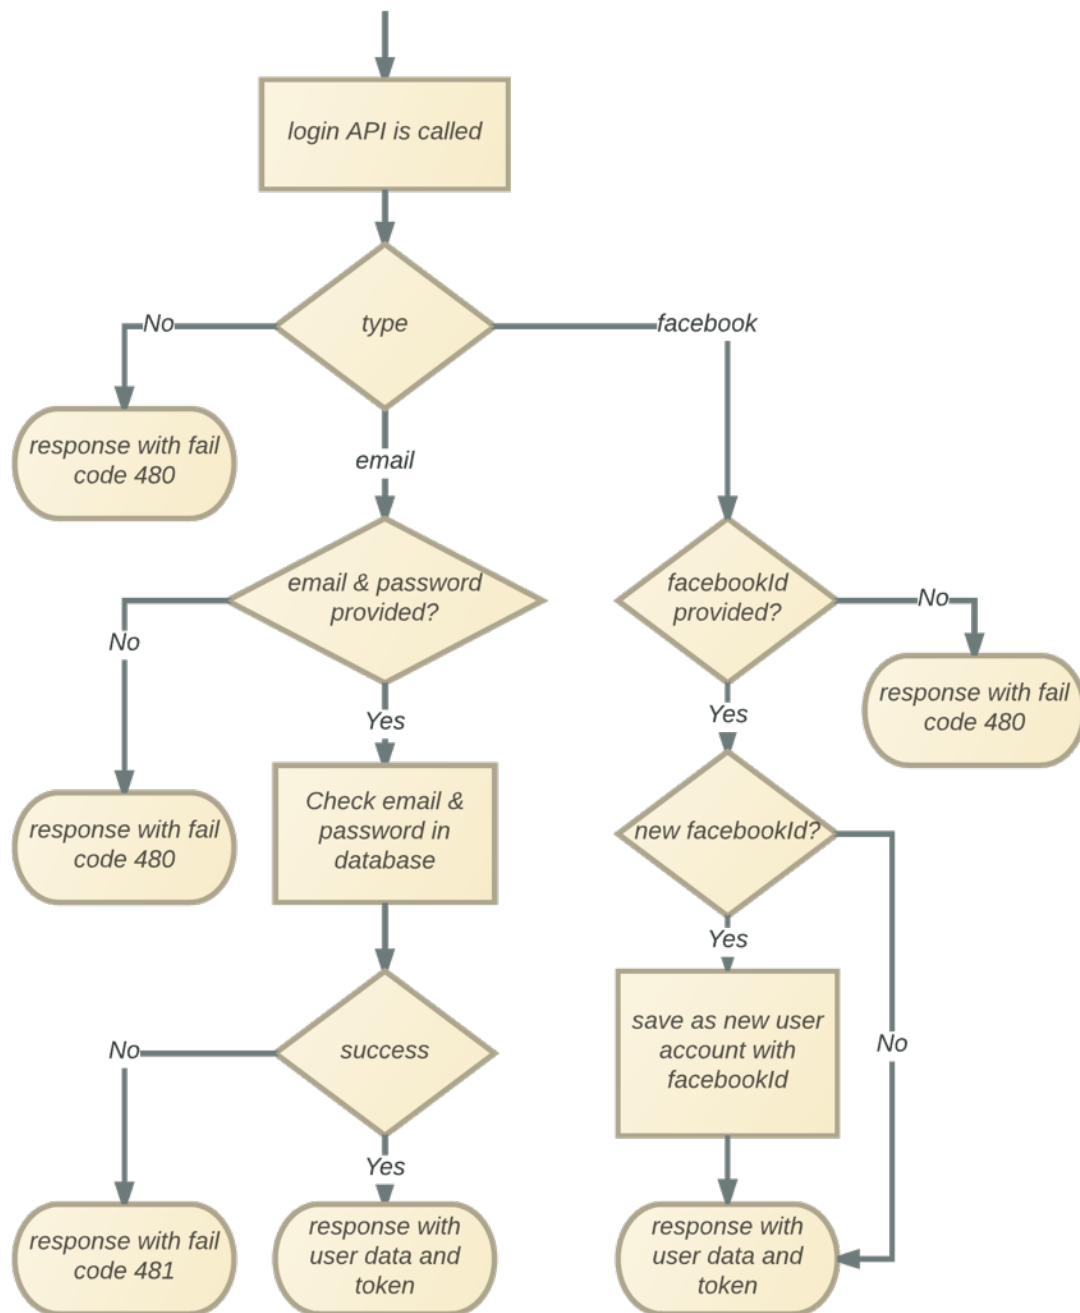 login API is called
type
No
facebook
response with fail
code 480
email
email & password
provided?
facebookId
provided?
No
No
response with fail
code 480
Yes
Yes
Check email &
password in
database
response with fail
code 480
new facebookId?
Yes
save as new user
account with
facebookId
No
success
No
Yes
response with fail
code 481
response with
user data and
token
response with
user data and
token